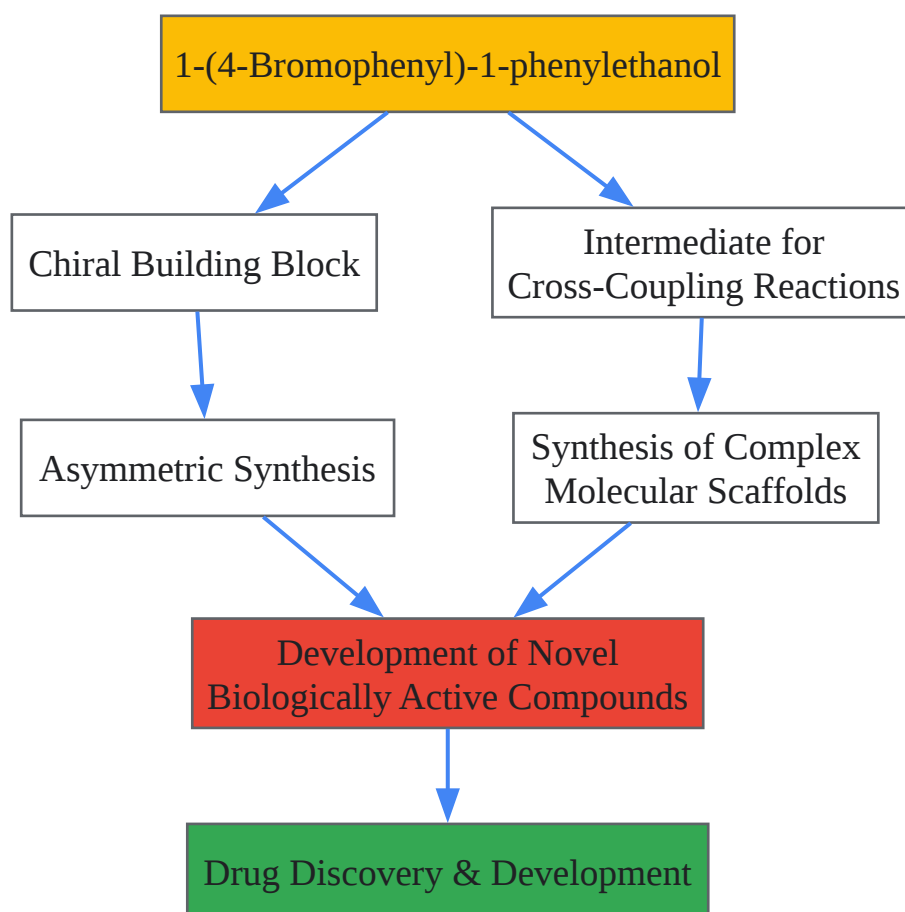 1-(4-Bromophenyl)-1-phenylethanol
Chiral Building Block
Intermediate for
Cross-Coupling Reactions
Asymmetric Synthesis
Synthesis of Complex
Molecular Scaffolds
Development of Novel
Biologically Active Compounds
Drug Discovery & Development